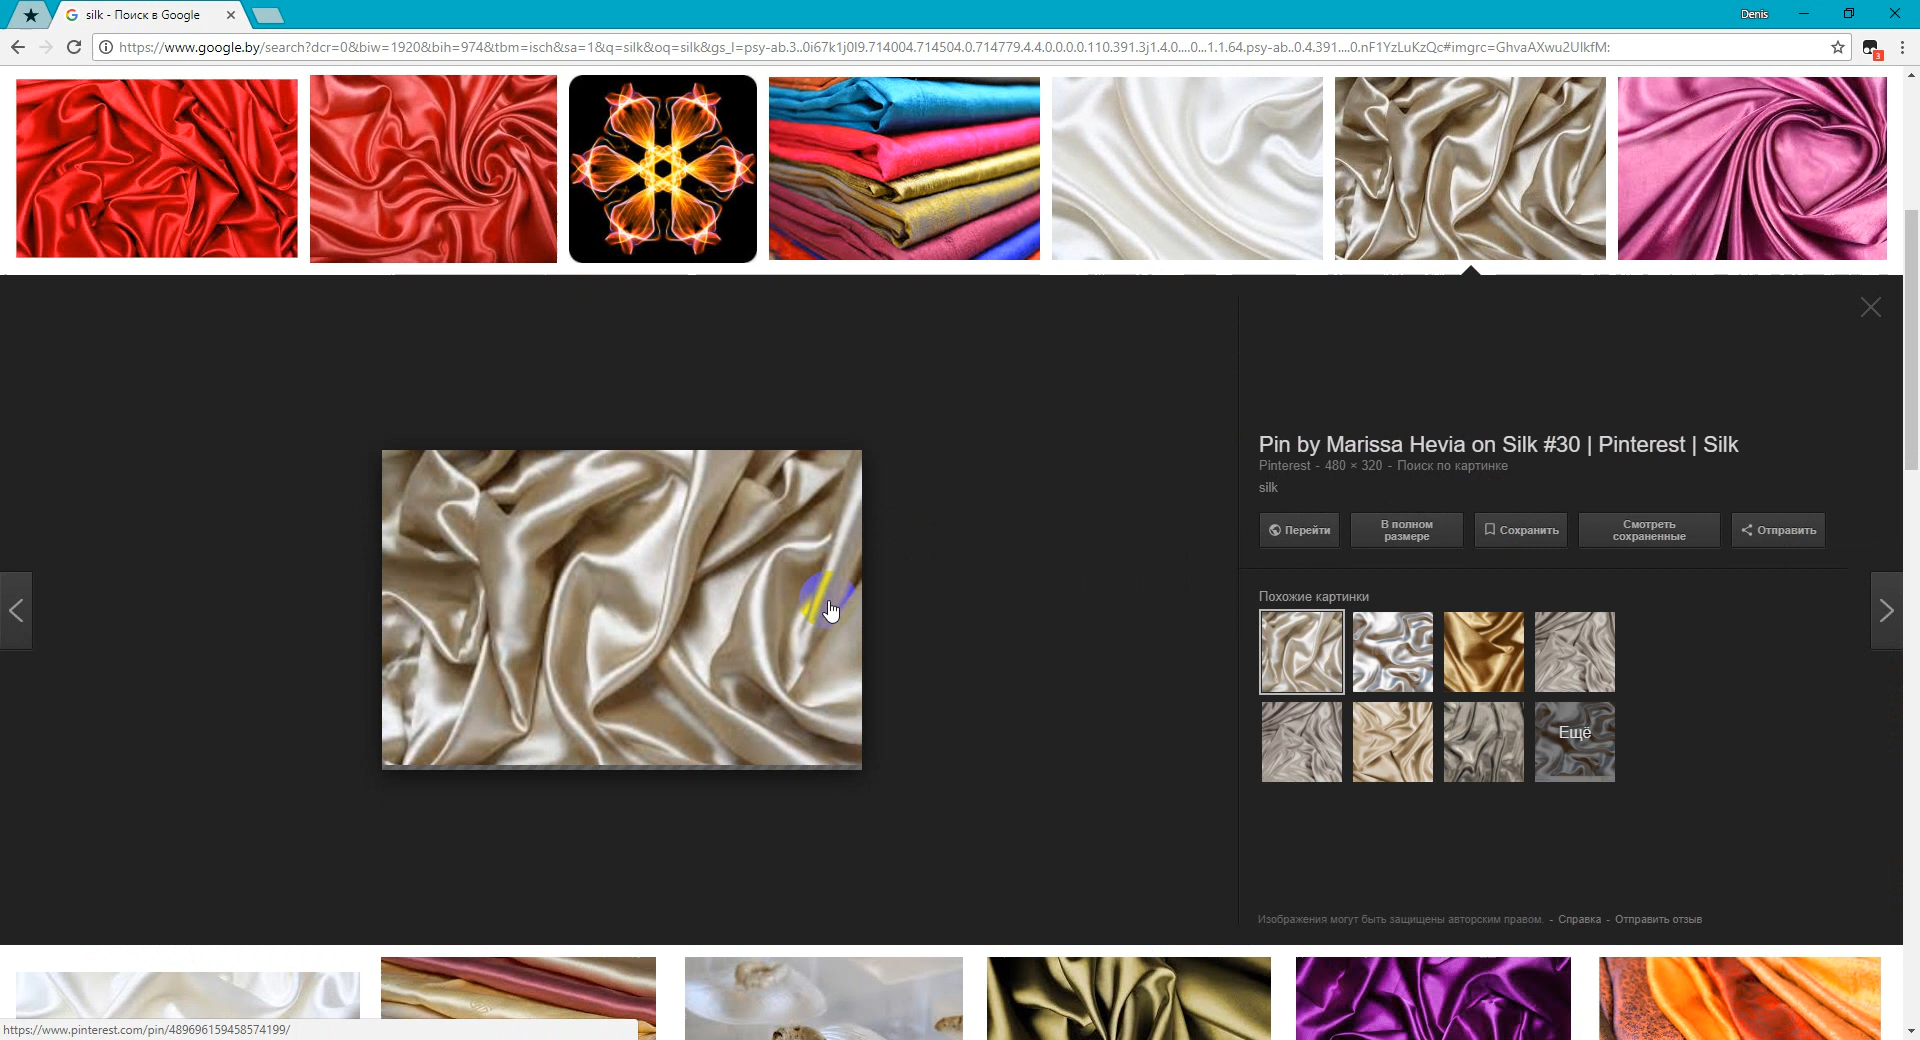 silk - Поиск в Google
Denis
https://www.google.by/search?dcr=0&biw=1920&bih=974&tbm=isch&sa=1&q=silk&oq=silk&gs_l=psy-ab.3..0i67k1j0l9.714004.714504.0.714779.4.4.0.0.0.0.110.391.3j1.4.0....0...1.1.64.psy-ab..0.4.391....0.nF1YzLuKzQc#imgrc=GhvaAXwu2UIkfM:
3
Pin by Marissa Hevia on Silk #30 | Pinterest | Silk
Pinterest - 480 × 320 - Поиск по картинке
silk
Перейти
В полном размере
Сохранить
Смотреть сохраненные
Отправить
Похожие картинки
Ещё
Изображения могут быть защищены авторским правом. - Справка - Отправить отзыв
https://www.pinterest.com/pin/489696159458574199/